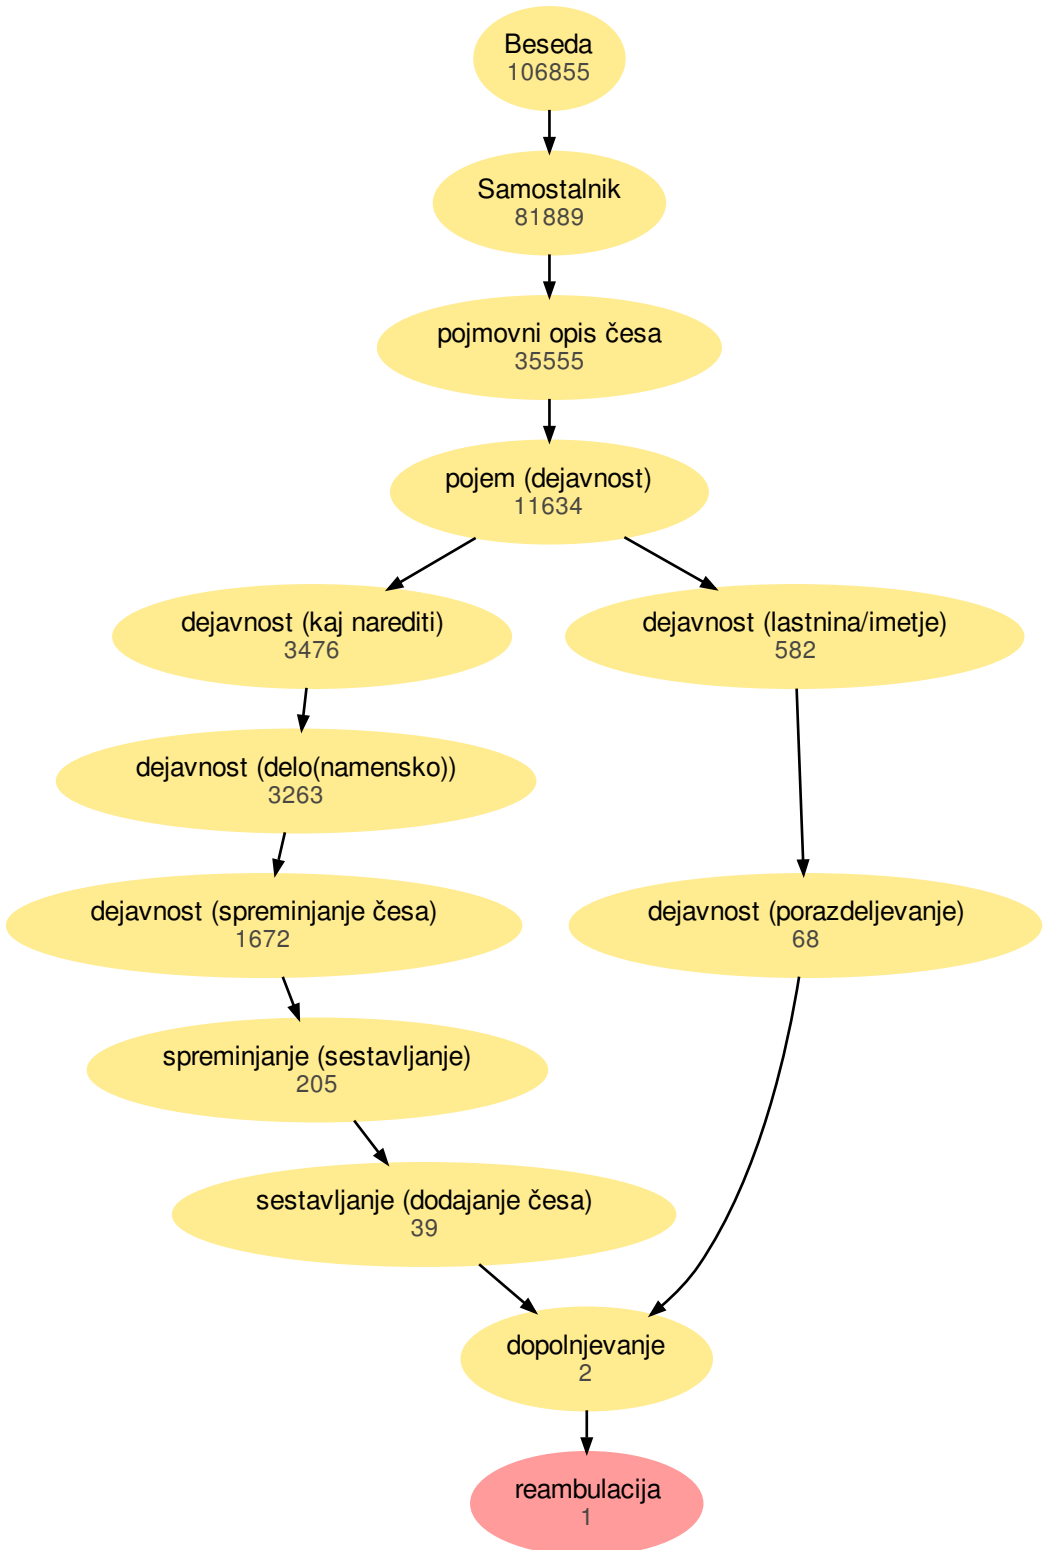 Beseda
106855
Samostalnik
81889
pojmovni opis česa
35555
pojem (dejavnost)
11634
dejavnost (kaj narediti)
3476
dejavnost (lastnina/imetje)
582
dejavnost (delo(namensko))
3263
dejavnost (spreminjanje česa)
1672
dejavnost (porazdeljevanje)
68
spreminjanje (sestavljanje)
205
sestavljanje (dodajanje česa)
39
dopolnjevanje
2
reambulacija
1